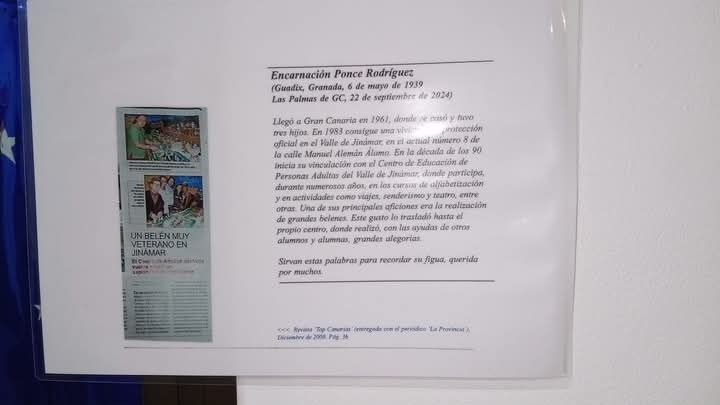 Encarnación Ponce Rodríguez
(Guadix, Granada, 6 de mayo de 1939
Las Palmas de GC, 22 de septiembre de 2024)
Llegó a Gran Canaria en 1961, donde se casó y tuvo
tres hijos. En 1983 consigue una protección
oficial en el Valle de Jinámar, en el actual número 8 de
la calle Manuel Alemán Álamo. En la década de los 90
inicia su vinculación con el Centro de Educación de
Personas Adultas del Valle de Jinámar, donde participa,
durante numerosos años, en los cursos de alfabetización
y en actividades como viajes, senderismo y teatro, entre
otras. Una de sus principales aficiones era la realización
de grandes belenes. Este gusto lo trasladó hasta el
propio centro, donde realizó, con las ayudas de otros
alumnos y alumnas, grandes alegorías.
Sirvan estas palabras para recordar su figua, querida
por muchos.
<<< Revista 'Top Canarias' (entregada con el periódico 'La Provincia'),
Diciembre de 2008. Pág. 36
UN BELÉN MUY
VETERANO EN
JINÁMAR